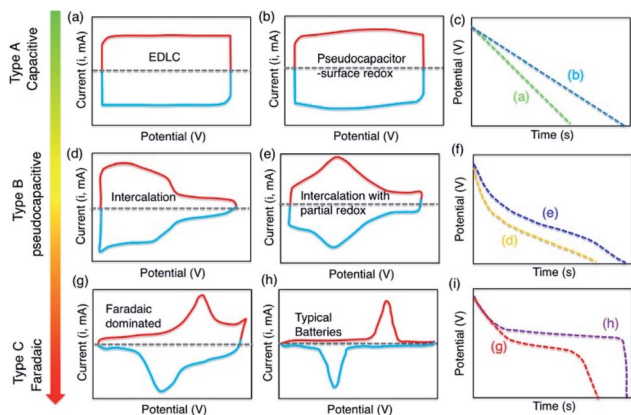 Type A
Capacitive
Type B
pseudocapacitive
Type C
Faradaic
(a)
Current (i, mA)
EDLC
Potential (V)
(b)
Current (i, mA)
Pseudocapacitor
-surface redox
Potential (V)
(c)
Potential (V)
(b)
(a)
Time (s)
(d)
Current (i, mA)
Intercalation
Potential (V)
(e)
Current (i, mA)
Intercalation with
partial redox
Potential (V)
(f)
Potential (V)
(e)
(d)
Time (s)
(g)
Current (i, mA)
Faradaic
dominated
Potential (V)
(h)
Current (i, mA)
Typical
Batteries
Potential (V)
(i)
Potential (V)
(h)
(g)
Time (s)